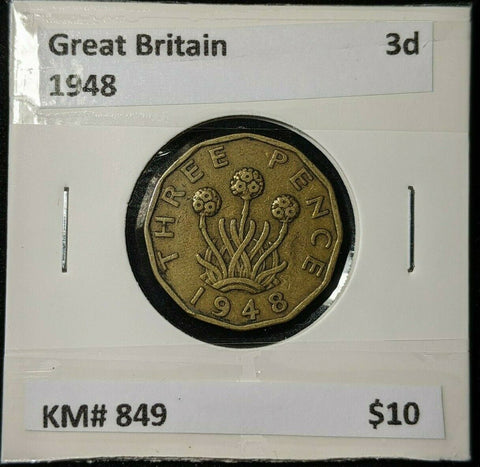 Great Britain 3d
1948
THREE PENCE
1948
KM# 849 $10